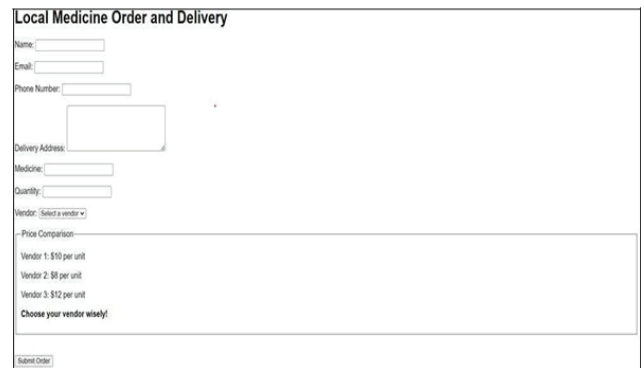 Local Medicine Order and Delivery
Name:
Email:
Phone Number:
Delivery Address:
Medicine:
Quantity:
Vendor: Select a vendor
Price Comparison
Vendor 1: $10 per unit
Vendor 2: $8 per unit
Vendor 3: $12 per unit
Choose your vendor wisely!
Submit Order